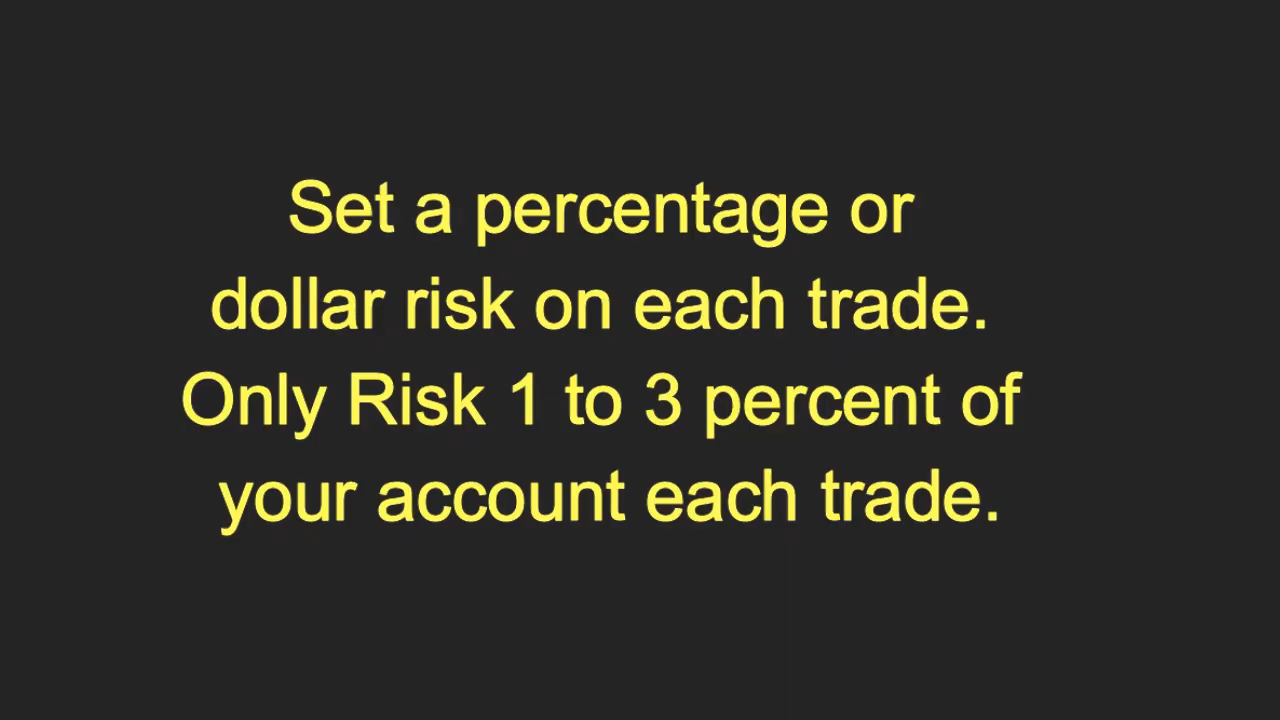 Set a percentage or
dollar risk on each trade.
Only Risk 1 to 3 percent of
your account each trade.